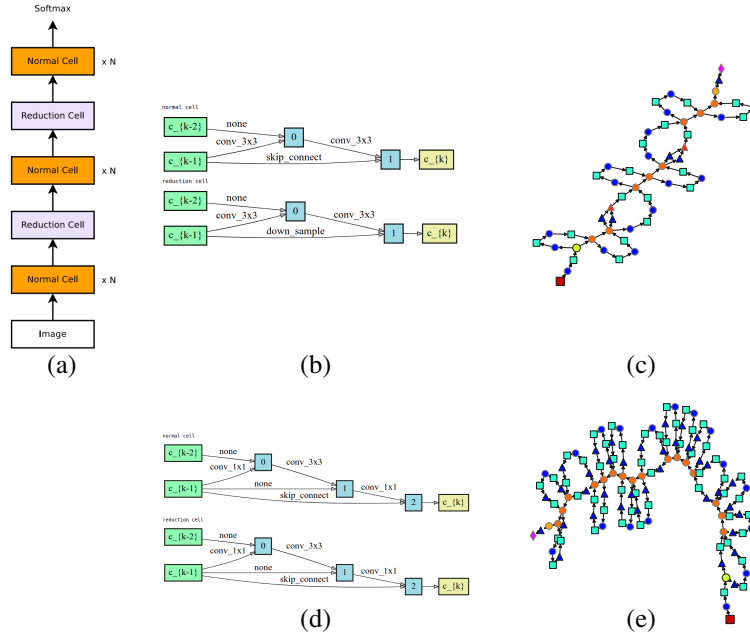 Softmax
Normal Cell
x N
Reduction Cell
Normal Cell
x N
Reduction Cell
Normal Cell
x N
Image
(a)
normal cell
c_{k-2}
none
0
conv_3x3
conv_3x3
c_{k-1}
skip_connect
1
c_{k}
reduction cell
c_{k-2}
none
0
conv_3x3
conv_3x3
c_{k-1}
down_sample
1
c_{k}
(b)
(c)
normal cell
c_{k-2}
none
0
conv_1x1
conv_3x3
c_{k-1}
none
1
conv_1x1
skip_connect
2
c_{k}
reduction cell
c_{k-2}
none
0
conv_1x1
conv_3x3
c_{k-1}
none
1
conv_1x1
skip_connect
2
c_{k}
(d)
(e)